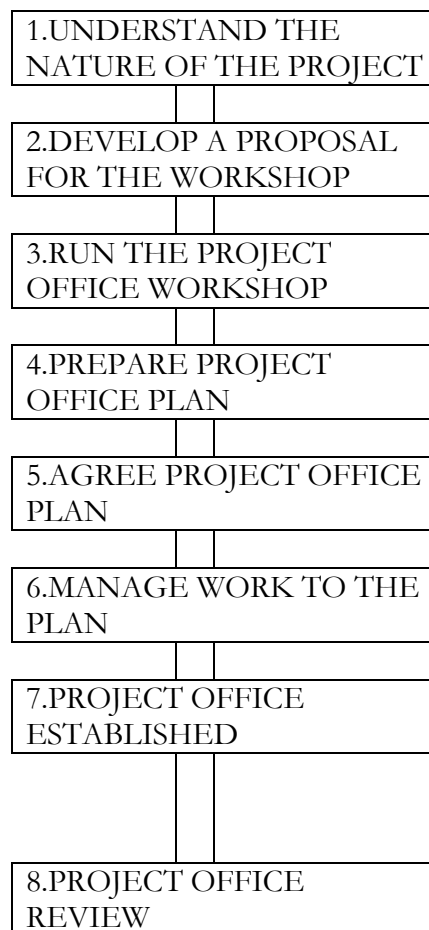 1.UNDERSTAND THE
NATURE OF THE PROJECT
2.DEVELOP A PROPOSAL
FOR THE WORKSHOP
3.RUN THE PROJECT
OFFICE WORKSHOP
4.PREPARE PROJECT
OFFICE PLAN
5.AGREE PROJECT OFFICE
PLAN
6.MANAGE WORK TO THE
PLAN
7.PROJECT OFFICE
ESTABLISHED
8.PROJECT OFFICE
REVIEW